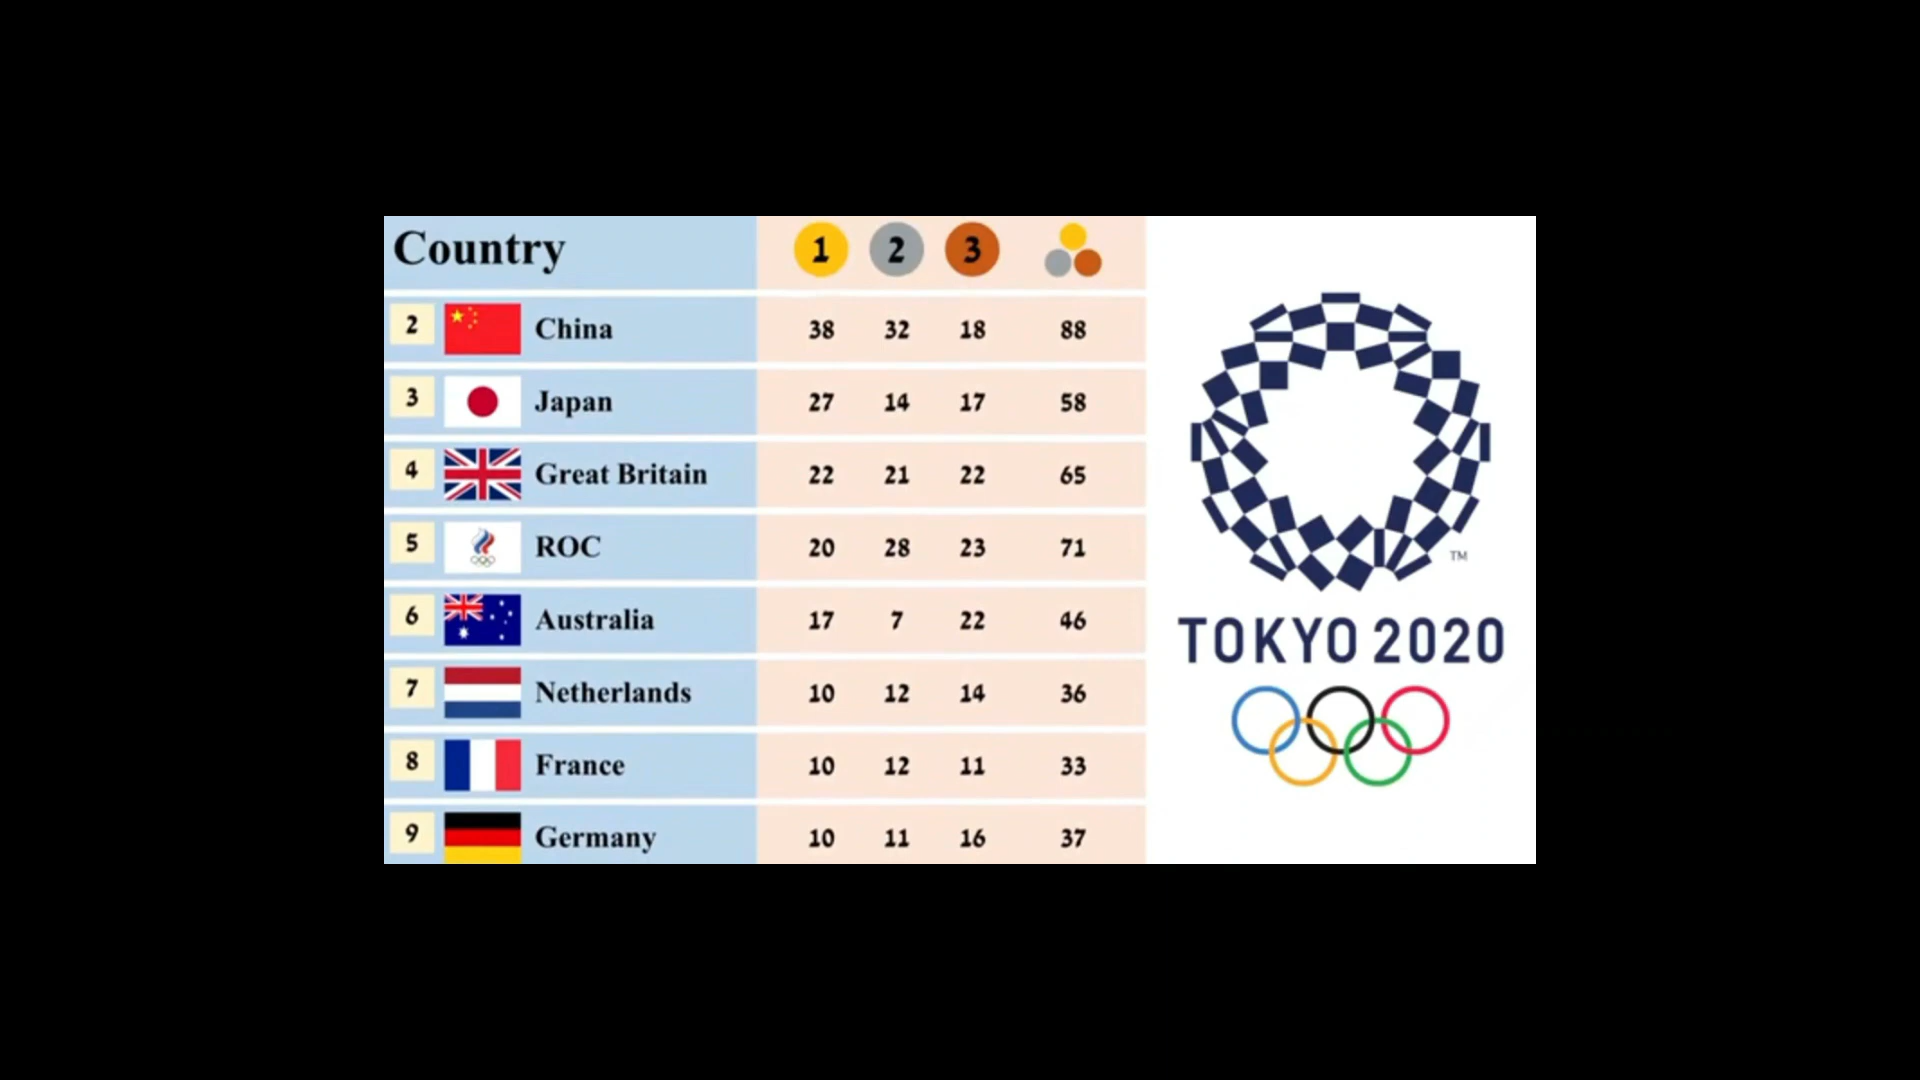 Country 1 2 3
2 China 38 32 18 88
3 Japan 27 14 17 58
4 Great Britain 22 21 22 65
5 ROC 20 28 23 71
6 Australia 17 7 22 46
7 Netherlands 10 12 14 36
8 France 10 12 11 33
9 Germany 10 11 16 37
TM
TOKYO 2020